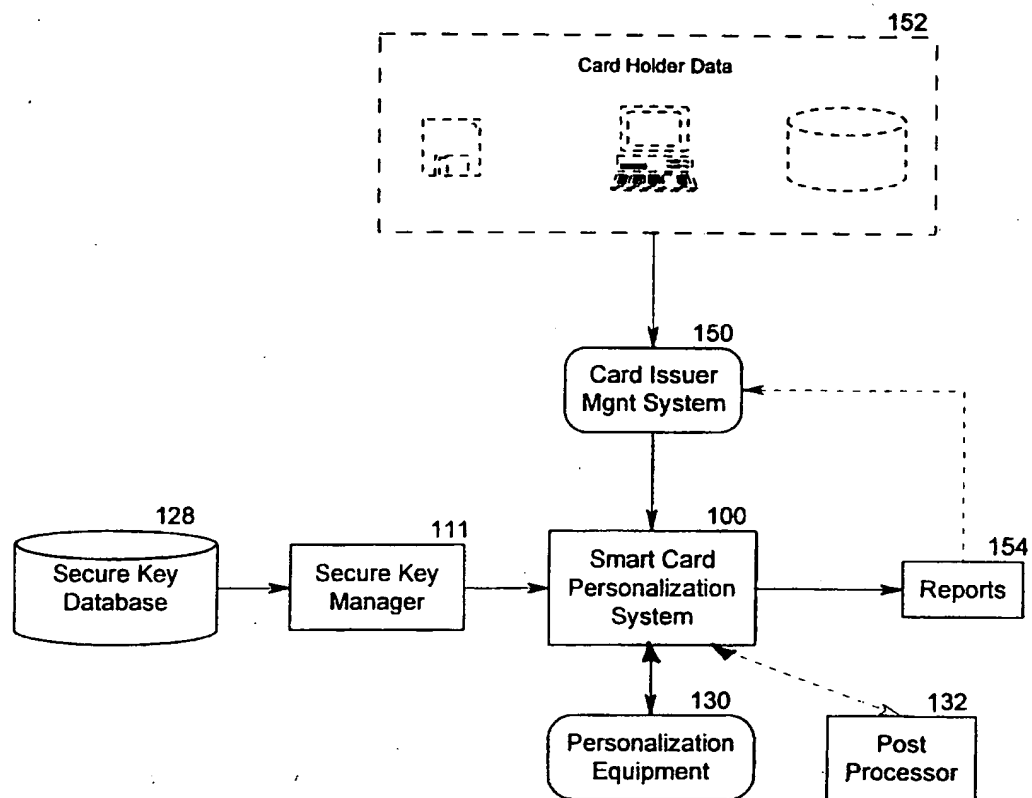 152
Card Holder Data
150
Card Issuer
Mgnt System
128
Secure Key
Database
111
Secure Key
Manager
100
Smart Card
Personalization
System
154
Reports
130
Personalization
Equipment
132
Post
Processor